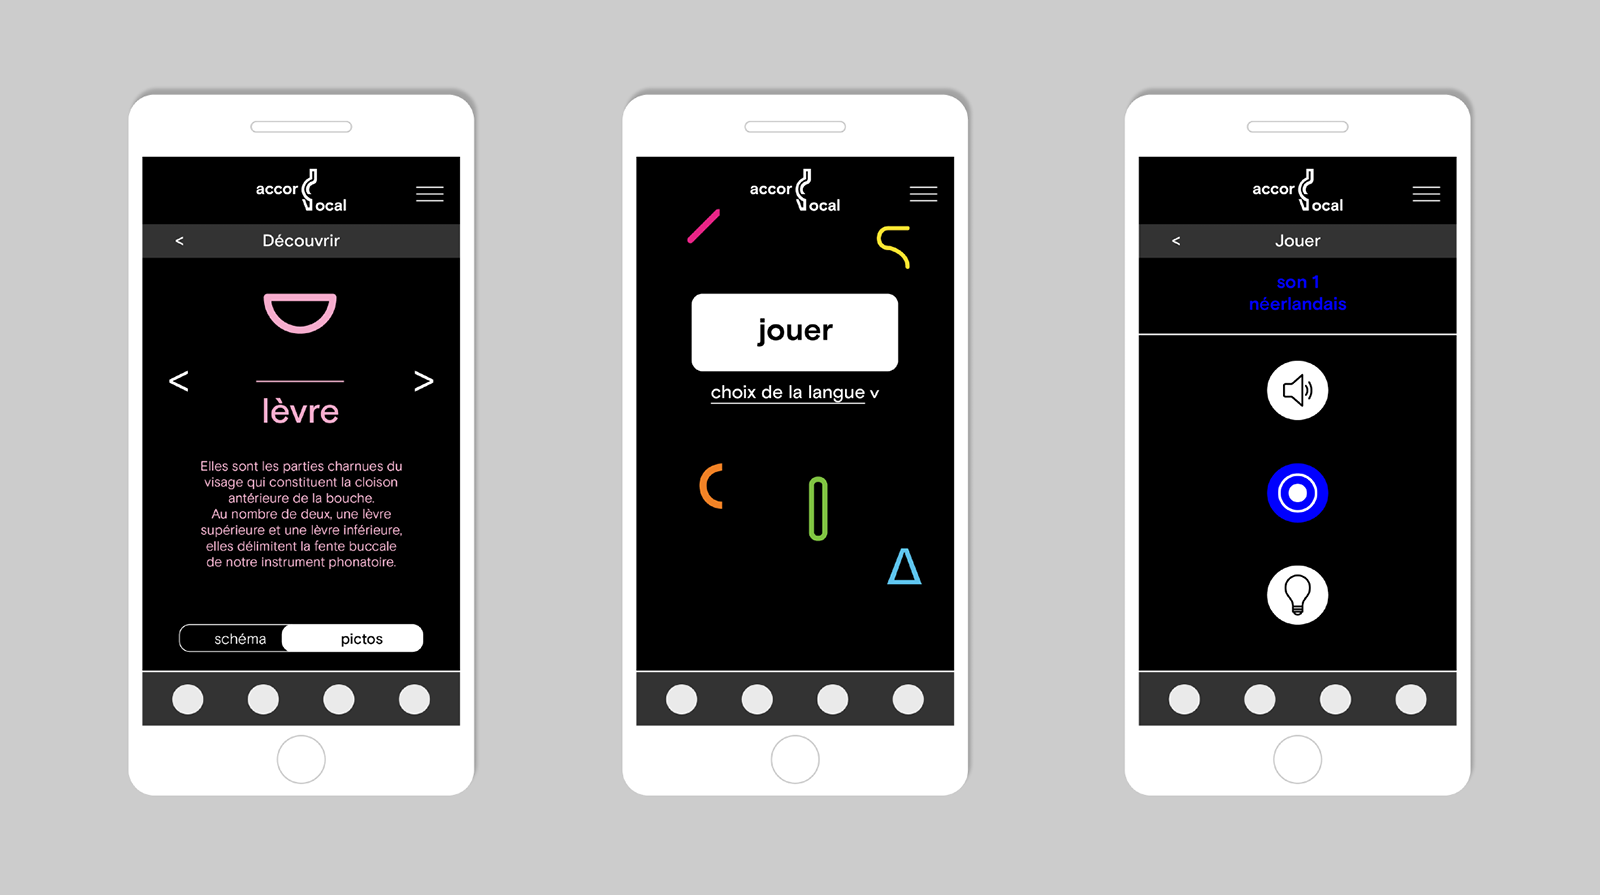 accor
ocal
< Découvrir
< >
lèvre
Elles sont les parties charnues du
visage qui constituent la cloison
antérieure de la bouche.
Au nombre de deux, une lèvre
supérieure et une lèvre inférieure,
elles délimitent la fente buccale
de notre instrument phonatoire.
schéma pictos
accor
ocal
jouer
choix de la langue v
accor
ocal
< Jouer
son 1
néerlandais